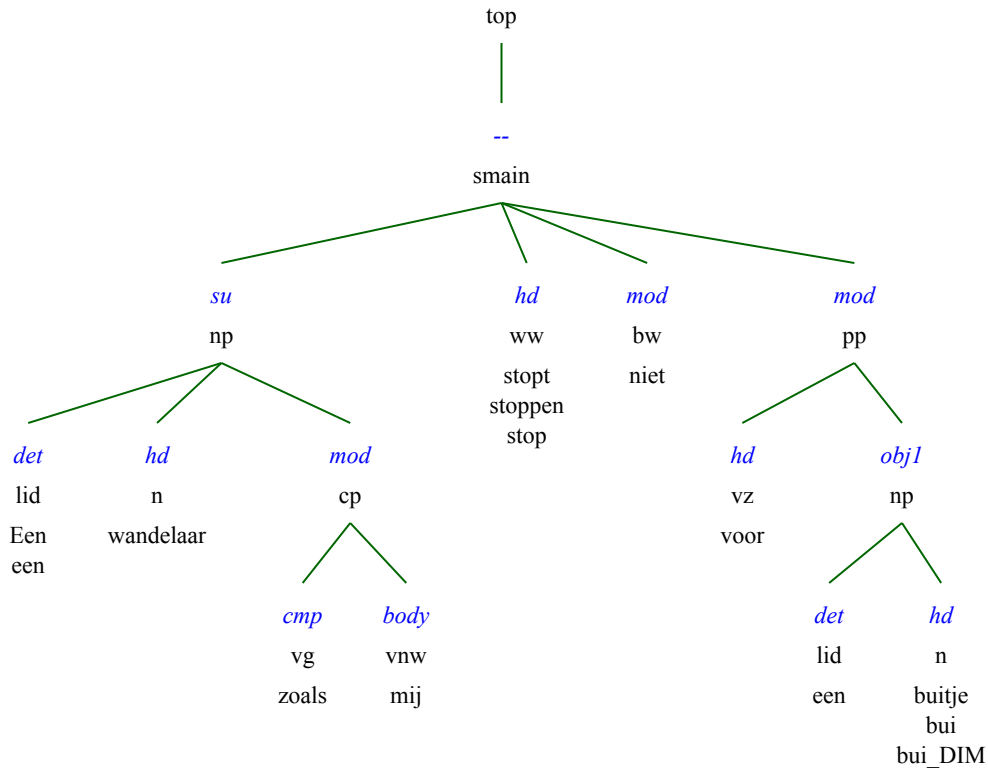 top
--
smain
su hd mod mod
np ww bw pp
stopt niet
stoppen
stop
det hd mod hd obj1
lid n cp vz np
Een wandelaar voor
een
cmp body det hd
vg vnw lid n
zoals mij een buitje
bui
bui_DIM